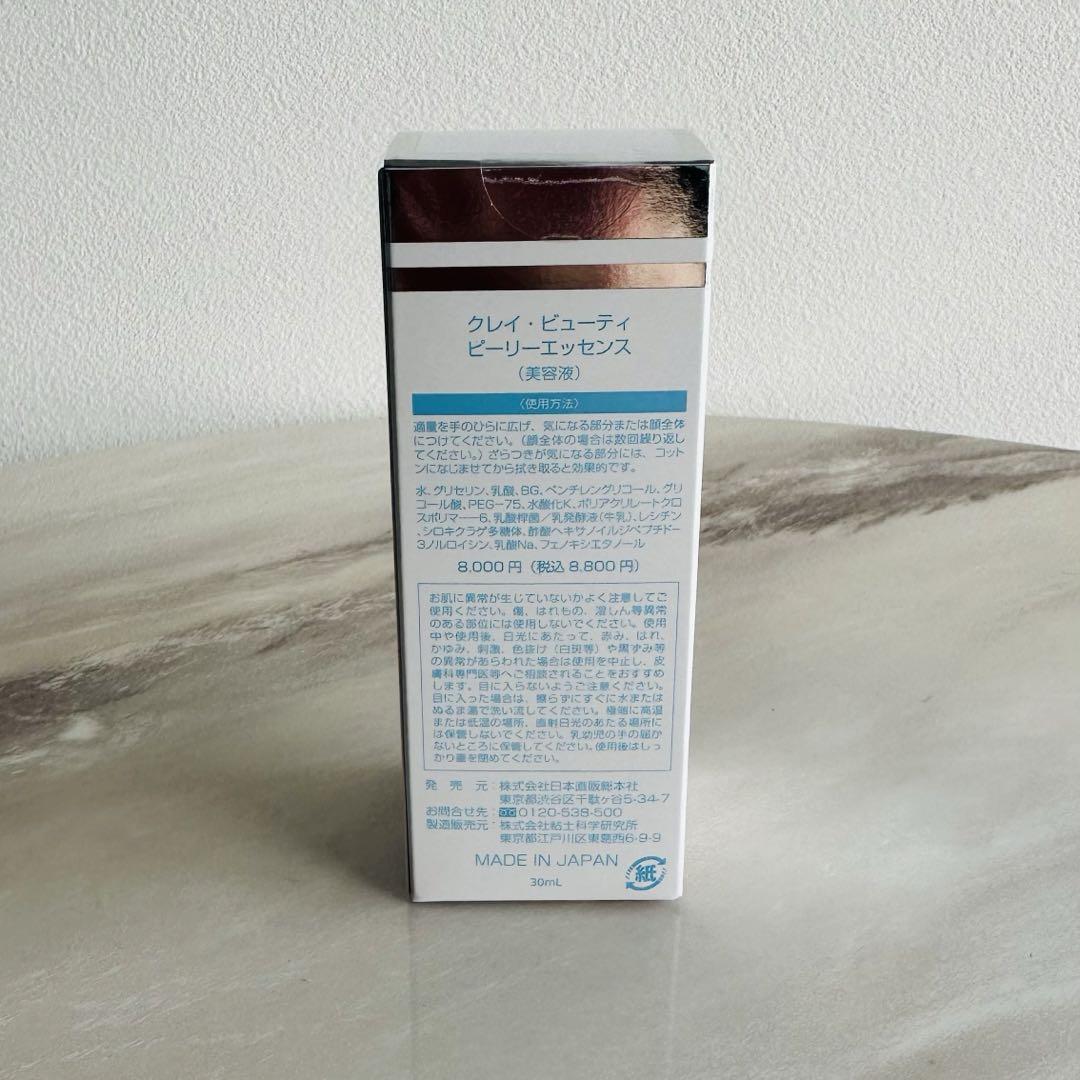 クレイ・ビューティ
ピーリーエッセンス
（美容液）
〈使用方法〉
適量を手のひらに広げ、気になる部分または顔全体
につけてください。（顔全体の場合は数回繰り返し
てください。）ざらつきが気になる部分には、コット
ンになじませてから拭き取ると効果的です。
水、グリセリン、乳酸、BG、ペンチレングリコール、グリ
コール酸、PEG-75、水酸化K、ポリアクリレートクロ
スポリマー-6、乳酸桿菌／乳発酵液（牛乳）、レシチン
、シロキクラゲ多糖体、酢酸ヘキサノイルジペプチド-
3ノルロイシン、乳酸Na、フェノキシエタノール
8,000円（税込8,800円）
お肌に異常が生じていないかよく注意してご
使用ください。傷、はれもの、湿しん等異常
のある部位には使用しないでください。使用
中や使用後、日光にあたって、赤み、はれ、
かゆみ、刺激、色抜け（白斑等）や黒ずみ等
の異常があらわれた場合は使用を中止し、皮
膚科専門医等へご相談されることをおすすめ
します。目に入らないようご注意ください。
目に入った場合は、擦らずにすぐに水または
ぬるま湯で洗い流してください。極端に高温
または低温の場所、直射日光のあたる場所に
は保管しないでください。乳幼児の手の届か
ないところに保管してください。使用後はしっ
かり蓋を閉めてください。
発売元：株式会社日本直販総本社
東京都渋谷区千駄ヶ谷5-34-7
お問合せ先：0120-538-500
製造販売元：株式会社粘土科学研究所
東京都江戸川区東葛西6-9-9
MADE IN JAPAN
紙
30mL